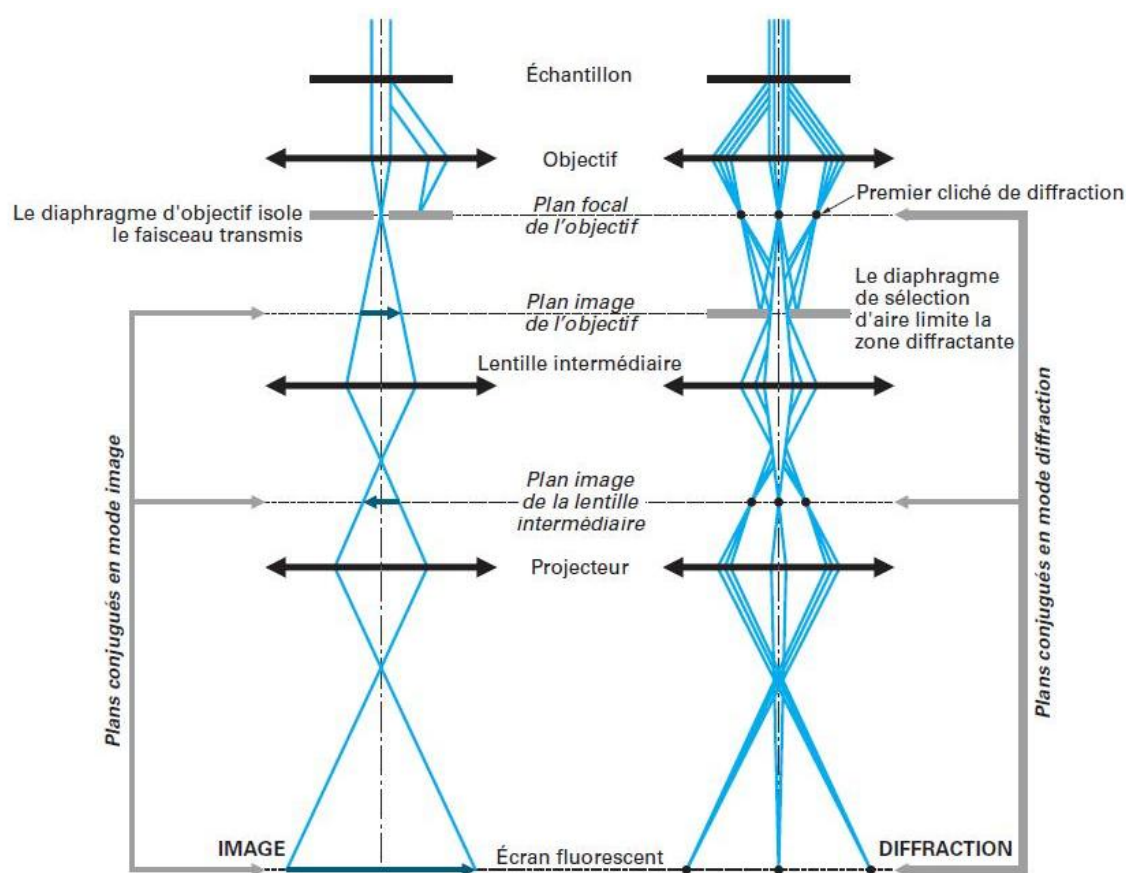 Échantillon
Objectif
Premier cliché de diffraction
Le diaphragme d'objectif isole
le faisceau transmis
Plan focal
de l'objectif
Plan image
de l'objectif
Le diaphragme
de sélection
d'aire limite la
zone diffractante
Lentille intermédiaire
Plans conjugués en mode image
Plans conjugués en mode diffraction
Plan image
de la lentille
intermédiaire
Projecteur
IMAGE
Écran fluorescent
DIFFRACTION